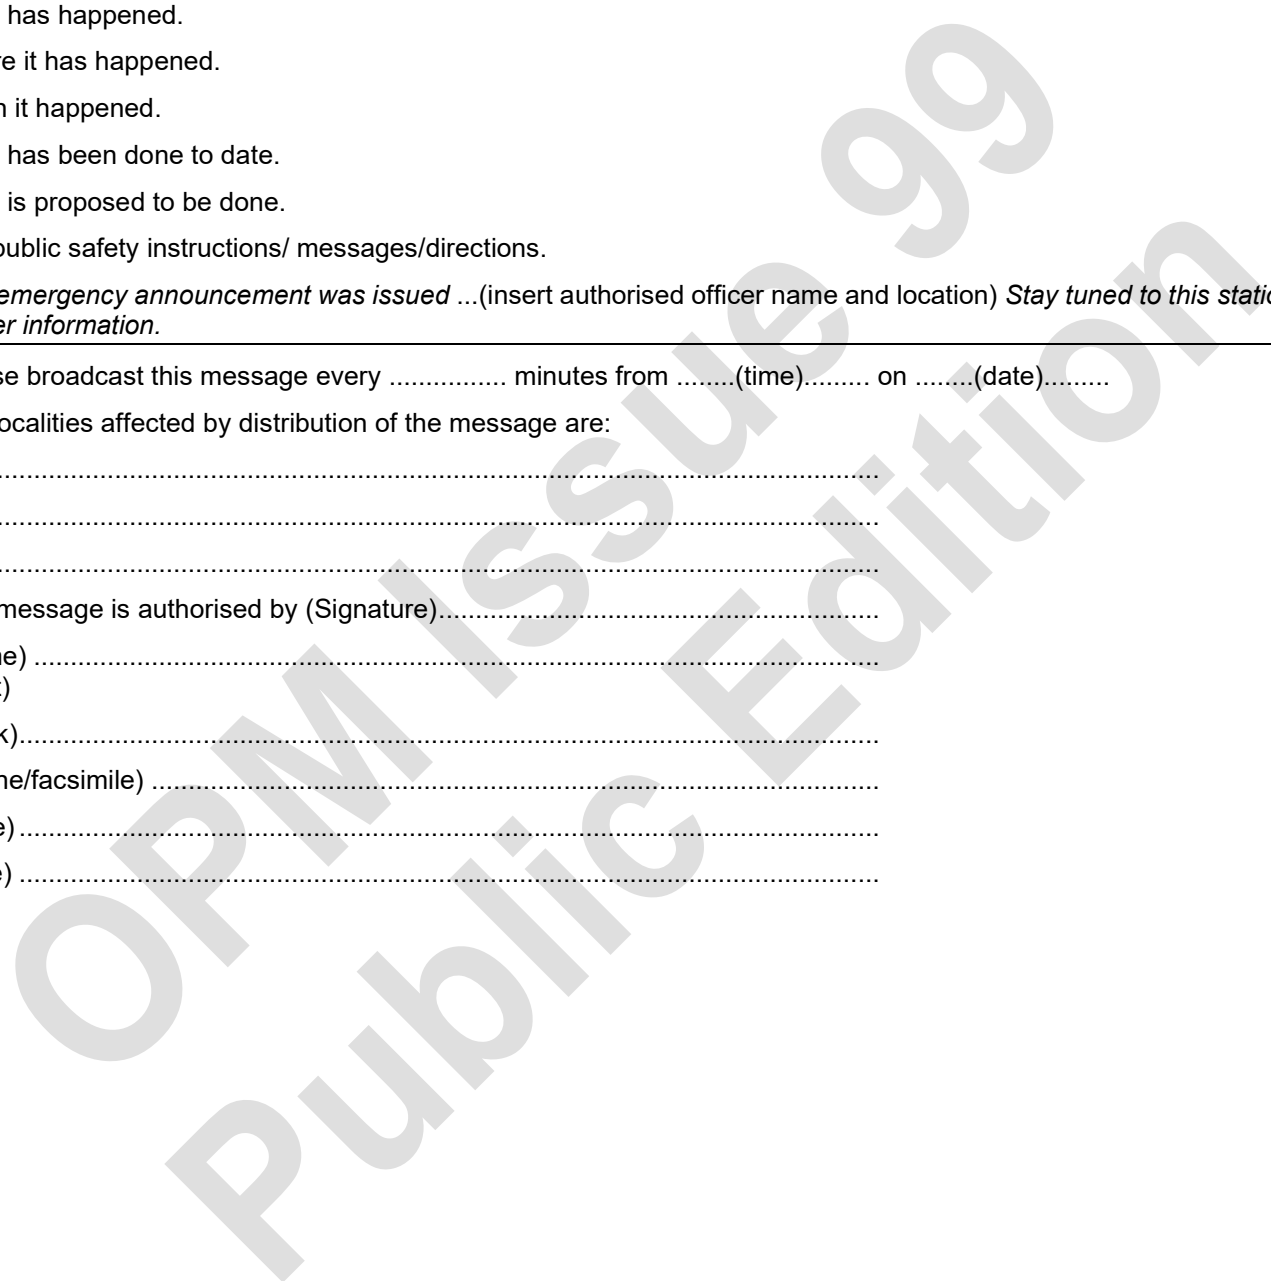 has happened.
re it has happened.
n it happened.
has been done to date.
is proposed to be done.
public safety instructions/ messages/directions.
emergency announcement was issued ...(insert authorised officer name and location) Stay tuned to this static
er information.
se broadcast this message every ................ minutes from ........(time)......... on ........(date).........
ocalities affected by distribution of the message are:
message is authorised by (Signature)............................................................
ne) ....................................................................................................................
t)
k)......................................................................................................................
ne/facsimile) ....................................................................................................
e) ......................................................................................................................
e) ......................................................................................................................
OPM Issue 99
Public Edition